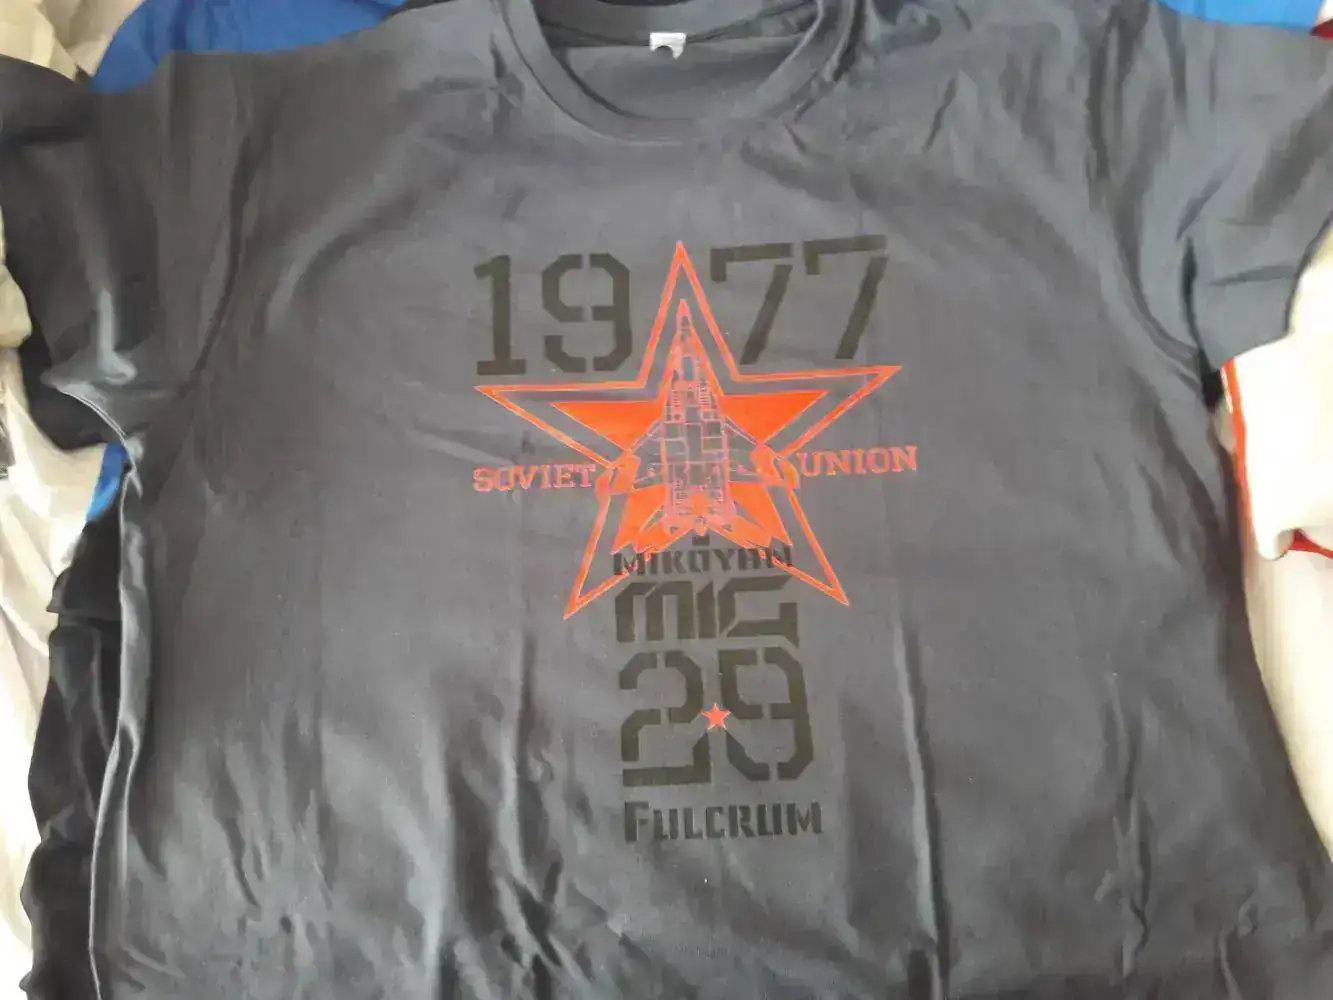 1977
SOVIET UNION
MIKOYAN
MIG
29
FULCRUM